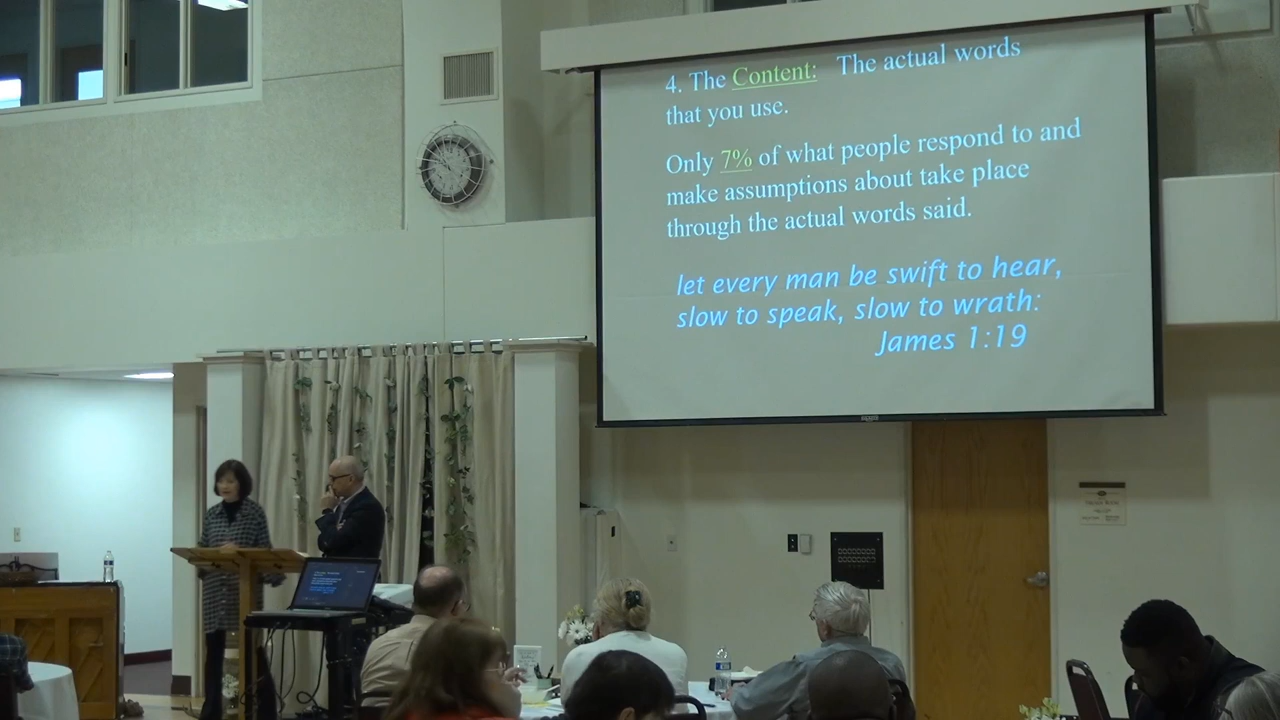 4. The Content: The actual words
that you use.
Only 7% of what people respond to and
make assumptions about take place
through the actual words said.
let every man be swift to hear,
slow to speak, slow to wrath:
James 1:19